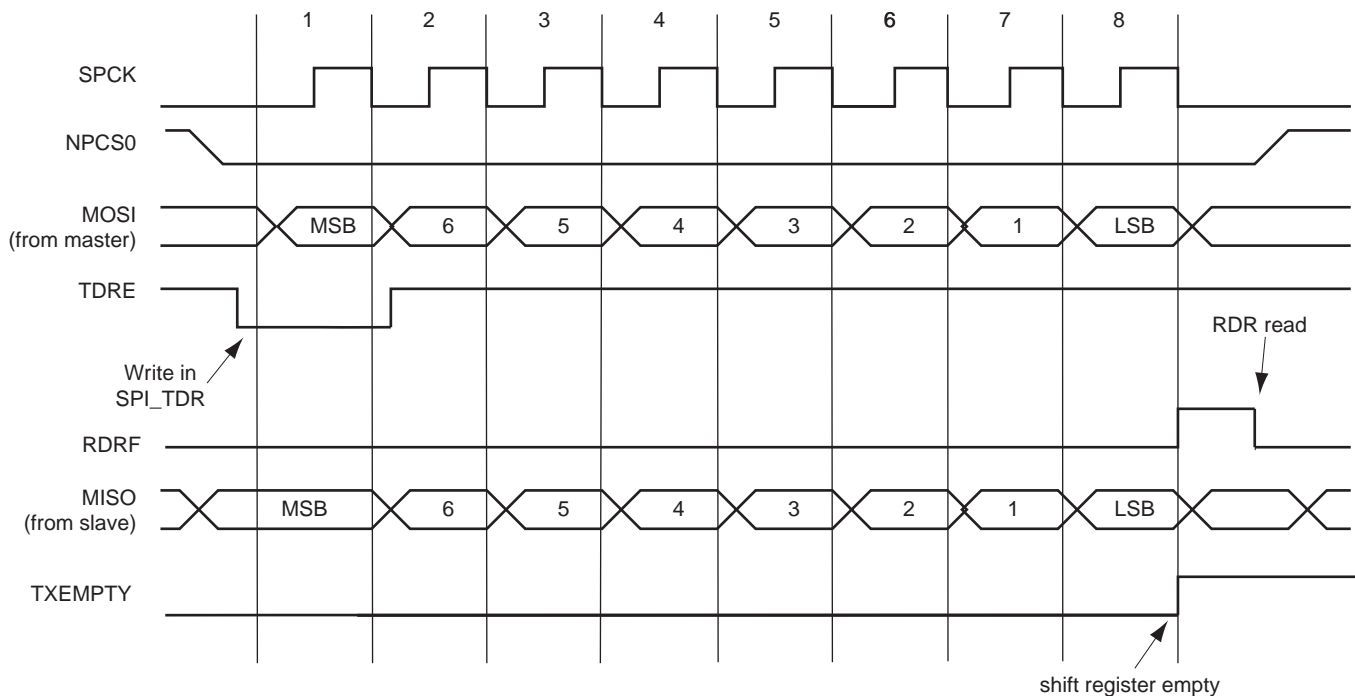 1 2 3 4 5 6 7 8
SPCK
NPCS0
MOSI
(from master)
MSB 6 5 4 3 2 1 LSB
TDRE
Write in
SPI_TDR
RDR read
RDRF
MISO
(from slave)
MSB 6 5 4 3 2 1 LSB
TXEMPTY
shift register empty